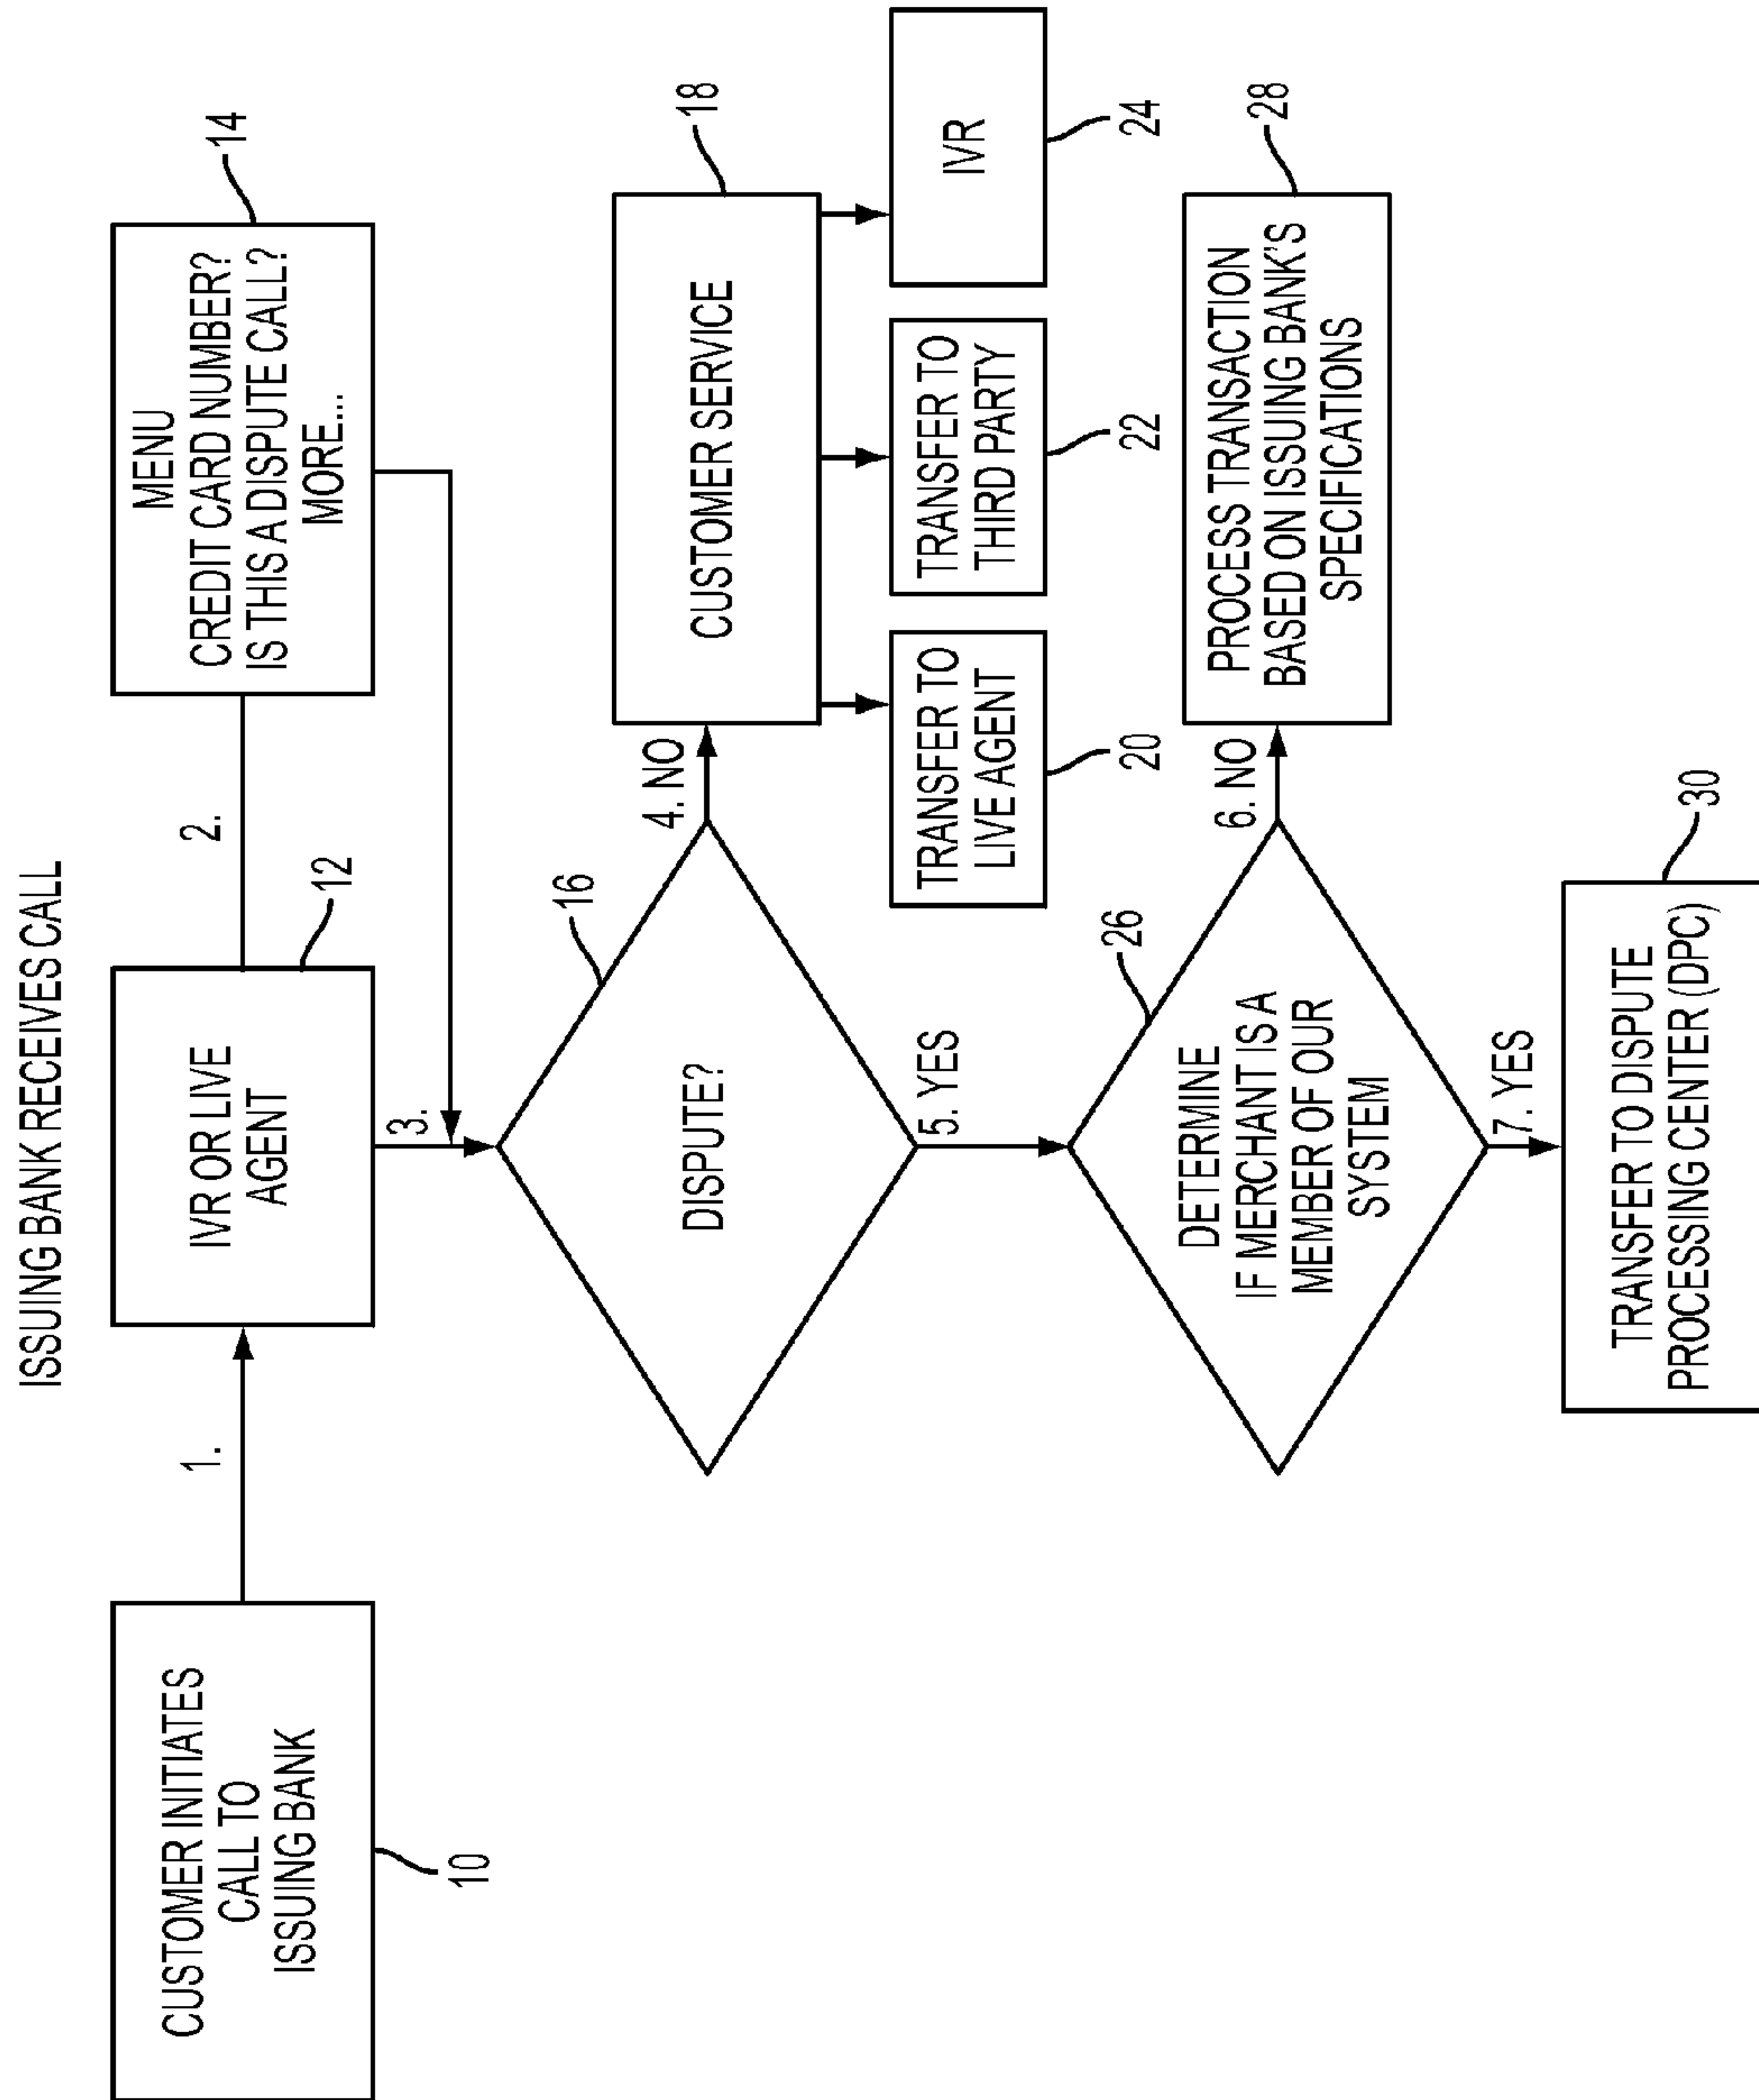 ISSUING BANK RECEIVES CALL
CUSTOMER INITIATES
CALL TO
ISSUING BANK
10
1.
IVR OR LIVE
AGENT
12
2.
MENU
CREDIT CARD NUMBER?
IS THIS A DISPUTE CALL?
MORE...
14
3.
DISPUTE?
16
4. NO
CUSTOMER SERVICE
18
TRANSFER TO
LIVE AGENT
20
TRANSFER TO
THIRD PARTY
22
IVR
24
5. YES
DETERMINE
IF MERCHANT IS A
MEMBER OF OUR
SYSTEM
26
6. NO
PROCESS TRANSACTION
BASED ON ISSUING BANK'S
SPECIFICATIONS
28
7. YES
TRANSFER TO DISPUTE
PROCESSING CENTER (DPC)
30